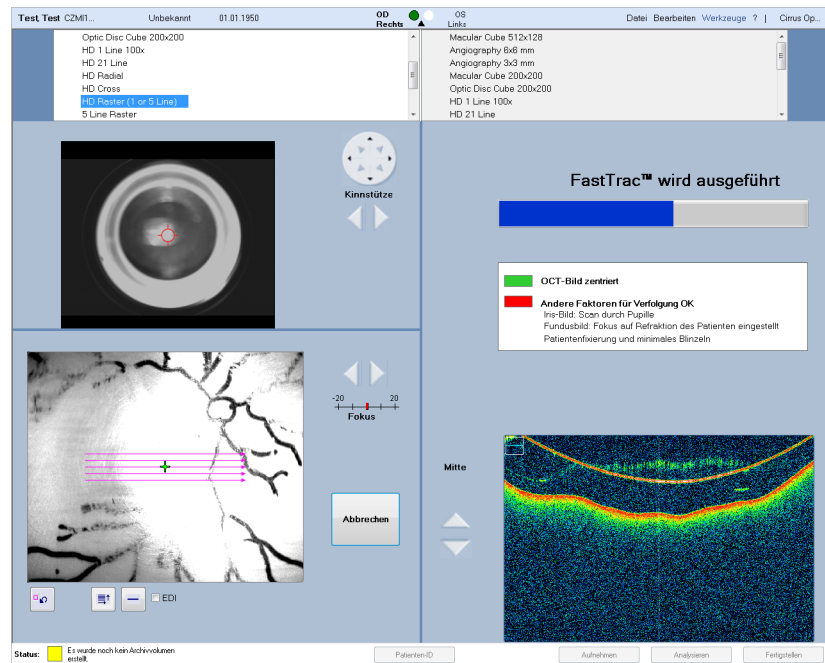 Test, Test CZMI1... Unbekannt 01.01.1950 OD Rechts OS Links Datei Bearbeiten Werkzeuge ? | Cirrus Op...
Optic Disc Cube 200x200
HD 1 Line 100x
HD 21 Line
HD Radial
HD Cross
HD Raster (1 or 5 Line)
5 Line Raster
Macular Cube 512x128
Angiography 6x6 mm
Angiography 3x3 mm
Macular Cube 200x200
Optic Disc Cube 200x200
HD 1 Line 100x
HD 21 Line
Kinnstütze
FastTrac™ wird ausgeführt
OCT-Bild zentriert
Andere Faktoren für Verfolgung OK
Iris-Bild: Scan durch Pupille
Fundusbild: Fokus auf Refraktion des Patienten eingestellt
Patientenfixierung und minimales Blinzeln
-20 20
Fokus
Abbrechen
Mitte
EDI
Status: Es wurde noch kein Archivvolumen
erstellt.
Patienten-ID Aufnehmen Analysieren Fertigstellen